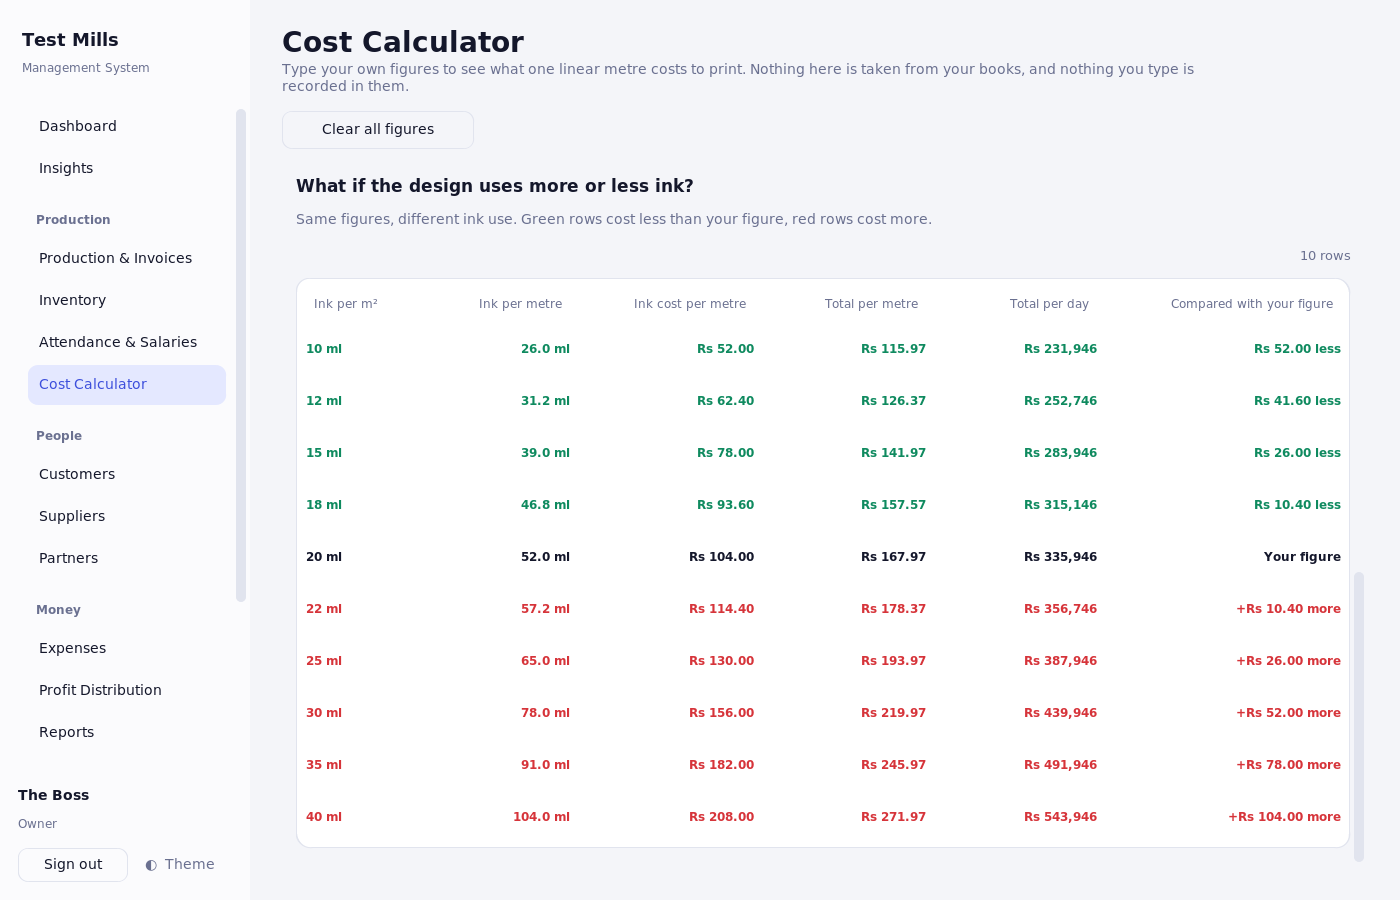 Test Mills
Management System
Dashboard
Insights
Production
Production & Invoices
Inventory
Attendance & Salaries
Cost Calculator
People
Customers
Suppliers
Partners
Money
Expenses
Profit Distribution
Reports
The Boss
Owner
Sign out
◐ Theme
Cost Calculator
Type your own figures to see what one linear metre costs to print. Nothing here is taken from your books, and nothing you type is
recorded in them.
Clear all figures
What if the design uses more or less ink?
Same figures, different ink use. Green rows cost less than your figure, red rows cost more.
10 rows
Ink per m² Ink per metre Ink cost per metre Total per metre Total per day Compared with your figure
10 ml 26.0 ml Rs 52.00 Rs 115.97 Rs 231,946 Rs 52.00 less
12 ml 31.2 ml Rs 62.40 Rs 126.37 Rs 252,746 Rs 41.60 less
15 ml 39.0 ml Rs 78.00 Rs 141.97 Rs 283,946 Rs 26.00 less
18 ml 46.8 ml Rs 93.60 Rs 157.57 Rs 315,146 Rs 10.40 less
20 ml 52.0 ml Rs 104.00 Rs 167.97 Rs 335,946 Your figure
22 ml 57.2 ml Rs 114.40 Rs 178.37 Rs 356,746 +Rs 10.40 more
25 ml 65.0 ml Rs 130.00 Rs 193.97 Rs 387,946 +Rs 26.00 more
30 ml 78.0 ml Rs 156.00 Rs 219.97 Rs 439,946 +Rs 52.00 more
35 ml 91.0 ml Rs 182.00 Rs 245.97 Rs 491,946 +Rs 78.00 more
40 ml 104.0 ml Rs 208.00 Rs 271.97 Rs 543,946 +Rs 104.00 more